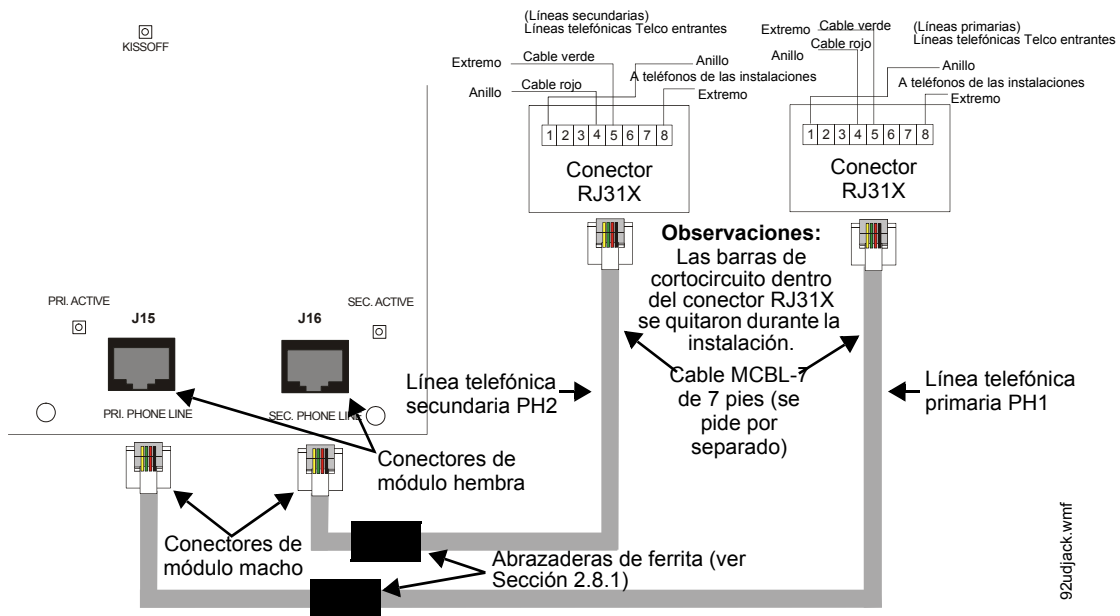 KISSOFF
(Líneas secundarias)
Líneas telefónicas Telco entrantes
Extremo
Cable verde
Anillo
Cable rojo
Anillo
A teléfonos de las instalaciones
Extremo
1 2 3 4 5 6 7 8
Conector
RJ31X
(Líneas primarias)
Líneas telefónicas Telco entrantes
Extremo
Cable verde
Anillo
Cable rojo
Anillo
A teléfonos de las instalaciones
Extremo
1 2 3 4 5 6 7 8
Conector
RJ31X
Observaciones:
Las barras de
cortocircuito dentro
del conector RJ31X
se quitaron durante la
instalación.
Cable MCBL-7
de 7 pies (se
pide por
separado)
PRI. ACTIVE
J15
J16
SEC. ACTIVE
PRI. PHONE LINE
SEC. PHONE LINE
Línea telefónica
secundaria PH2
Línea telefónica
primaria PH1
Conectores de
módulo hembra
Conectores de
módulo macho
Abrazaderas de ferrita (ver
Sección 2.8.1)
92udjack.wmf